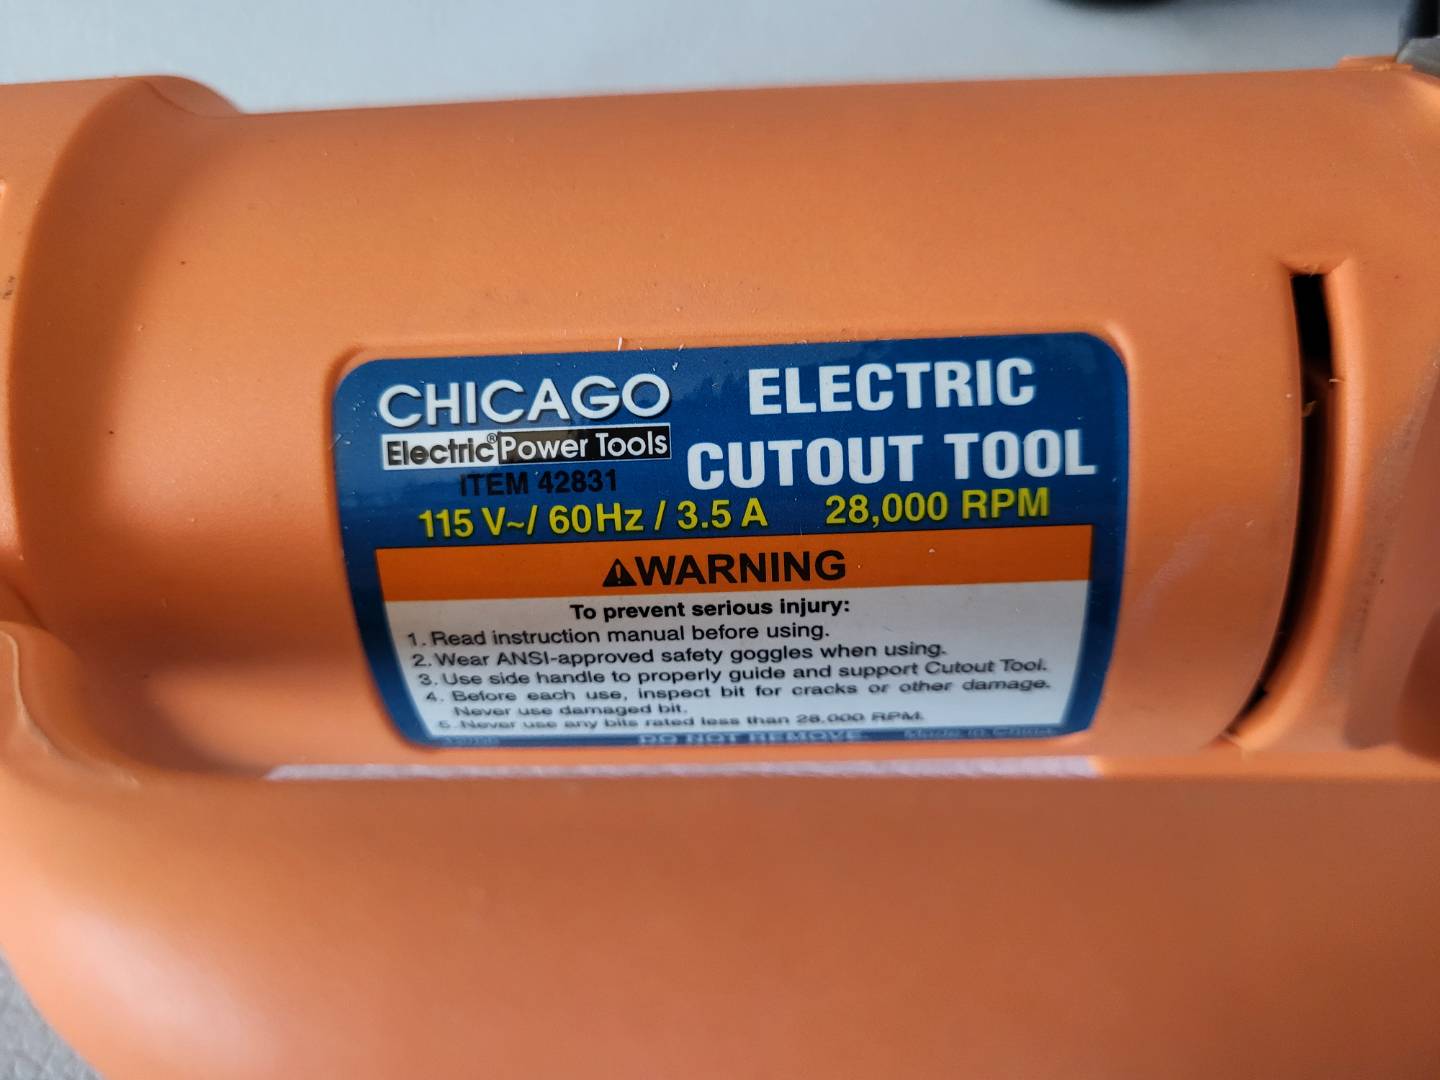 CHICAGO
Electric® Power Tools
ITEM 42831
ELECTRIC
CUTOUT TOOL
115 V~/ 60Hz / 3.5 A 28,000 RPM
⚠WARNING
To prevent serious injury:
1. Read instruction manual before using.
2. Wear ANSI-approved safety goggles when using.
3. Use side handle to properly guide and support Cutout Tool.
4. Before each use, inspect bit for cracks or other damage.
Never use damaged bit.
5. Never use any bits rated less than 28,000 RPM.
DO NOT REMOVE Made in China